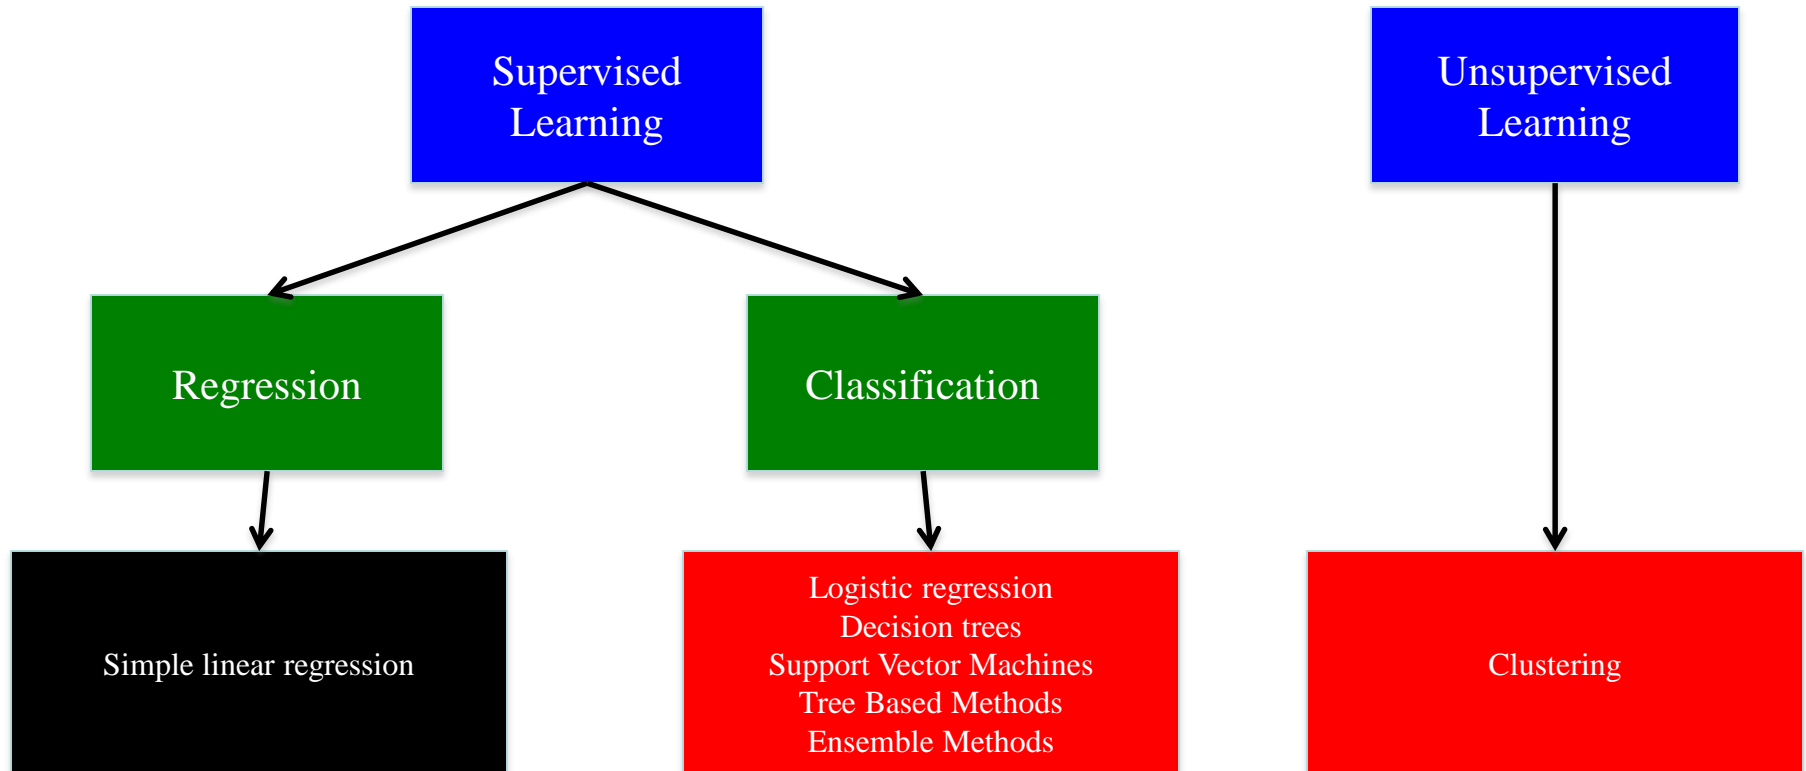 Supervised
Learning
Unsupervised
Learning
Regression
Classification
Simple linear regression
Logistic regression
Decision trees
Support Vector Machines
Tree Based Methods
Ensemble Methods
Clustering